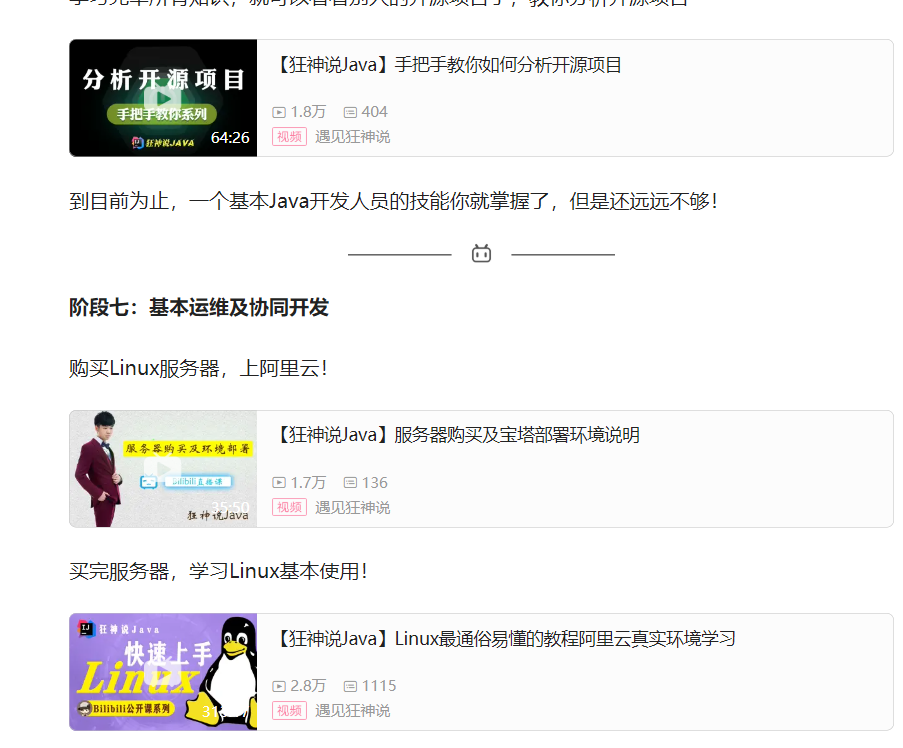 分析开源项目
手把手教你系列
狂神说JAVA
64:26
【狂神说Java】手把手教你如何分析开源项目
1.8万 404
视频 遇见狂神说
到目前为止，一个基本Java开发人员的技能你就掌握了，但是还远远不够！
阶段七：基本运维及协同开发
购买Linux服务器，上阿里云！
服务器购买及环境部署
Bilibili直播课
35:50
狂神说Java
【狂神说Java】服务器购买及宝塔部署环境说明
1.7万 136
视频 遇见狂神说
买完服务器，学习Linux基本使用！
IJ 狂神说Java
快速上手
Linux
Bilibili公开课系列
【狂神说Java】Linux最通俗易懂的教程阿里云真实环境学习
2.8万 1115
视频 遇见狂神说